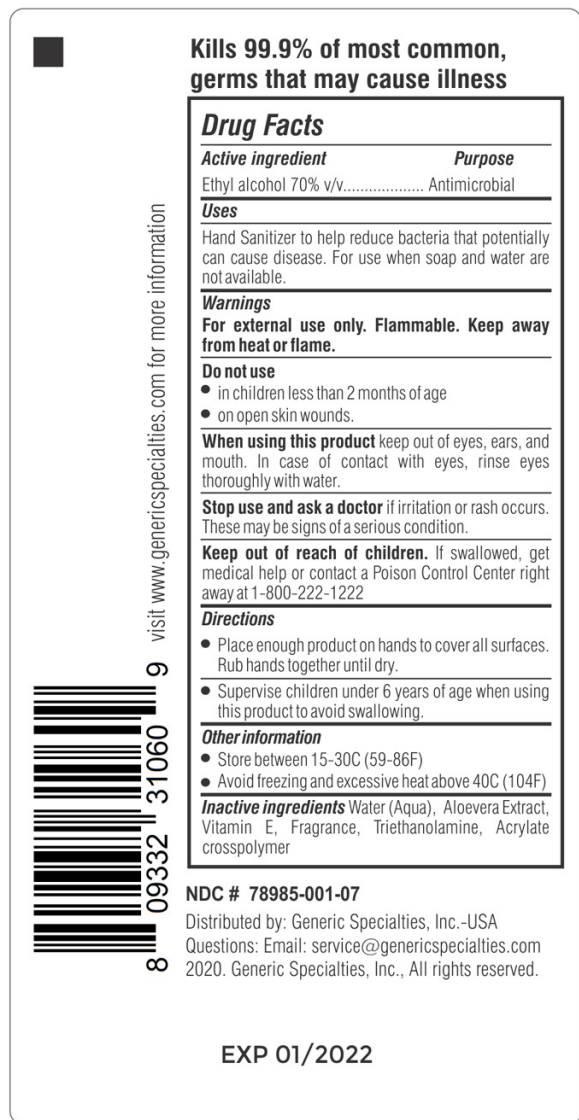 Kills 99.9% of most common,
germs that may cause illness
Drug Facts
Active ingredient Purpose
Ethyl alcohol 70% v/v................... Antimicrobial
Uses
Hand Sanitizer to help reduce bacteria that potentially
can cause disease. For use when soap and water are
not available.
Warnings
For external use only. Flammable. Keep away
from heat or flame.
Do not use
● in children less than 2 months of age
● on open skin wounds.
When using this product keep out of eyes, ears, and
mouth. In case of contact with eyes, rinse eyes
thoroughly with water.
Stop use and ask a doctor if irritation or rash occurs.
These may be signs of a serious condition.
Keep out of reach of children. If swallowed, get
medical help or contact a Poison Control Center right
away at 1-800-222-1222
Directions
● Place enough product on hands to cover all surfaces.
Rub hands together until dry.
● Supervise children under 6 years of age when using
this product to avoid swallowing.
Other information
● Store between 15-30C (59-86F)
● Avoid freezing and excessive heat above 40C (104F)
Inactive ingredients Water (Aqua), Aloevera Extract,
Vitamin E, Fragrance, Triethanolamine, Acrylate
crosspolymer
NDC # 78985-001-07
Distributed by: Generic Specialties, Inc.-USA
Questions: Email: service@genericspecialties.com
2020. Generic Specialties, Inc., All rights reserved.
EXP 01/2022
visit www.genericspecialties.com for more information
8 09332 31060 9